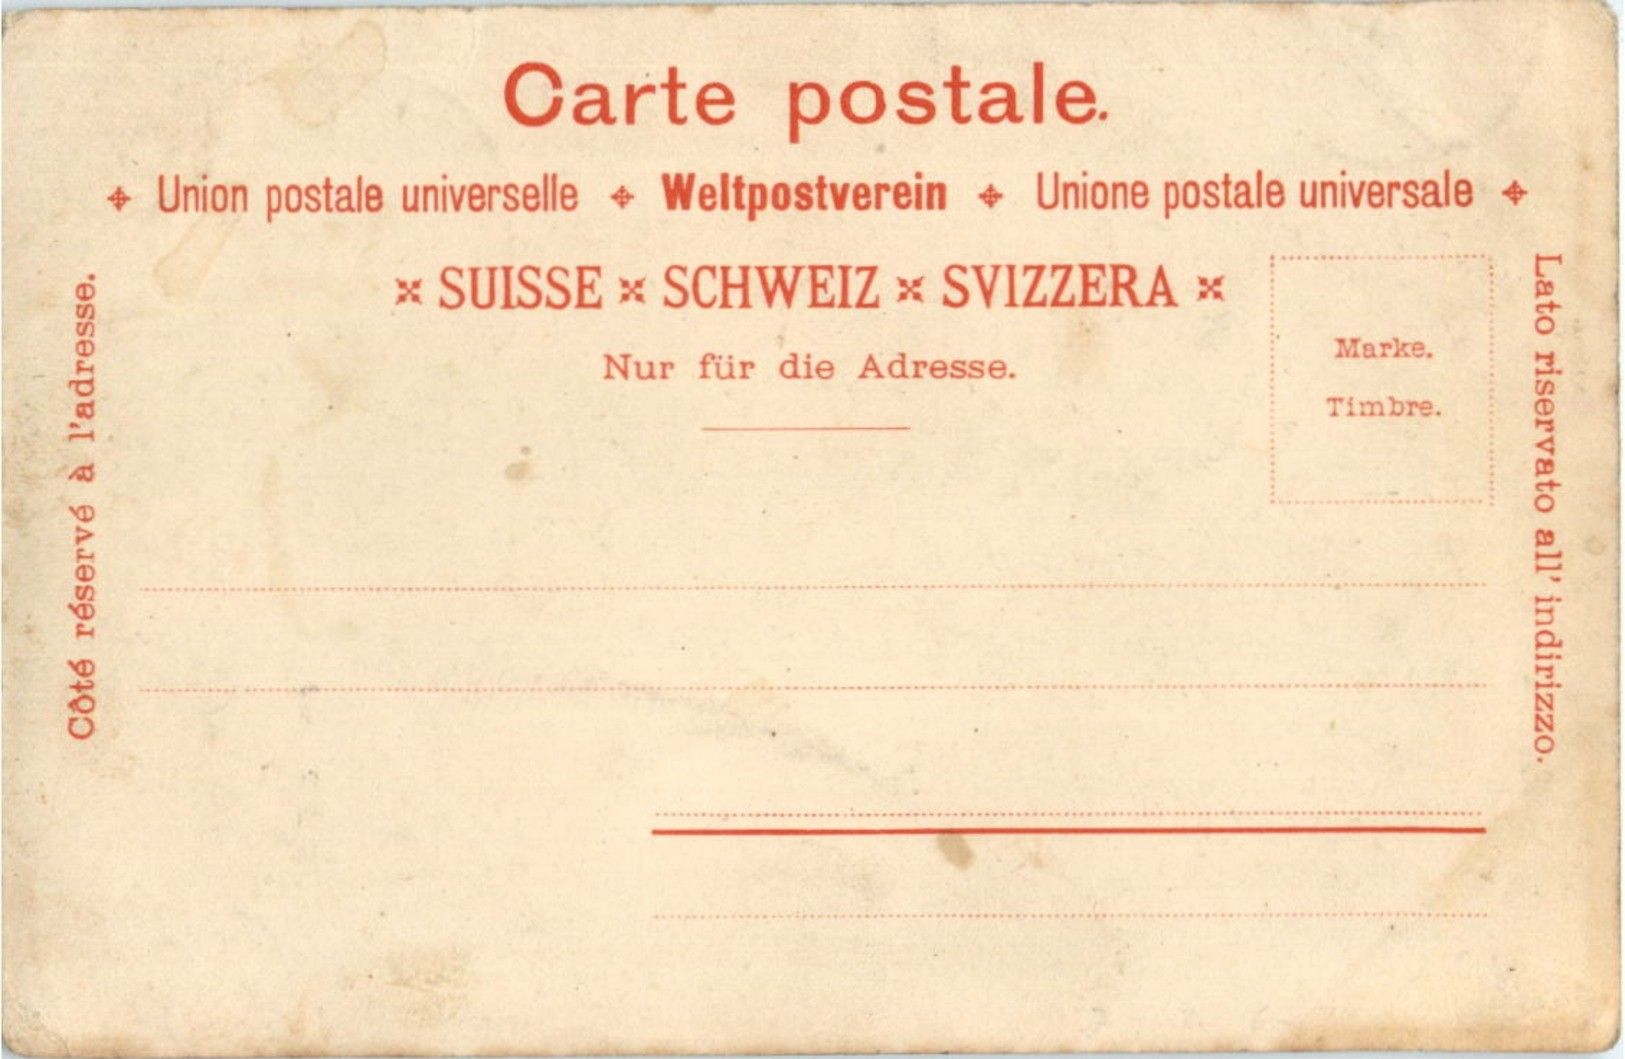 Carte postale.
Union postale universelle Weltpostverein Unione postale universale
SUISSE SCHWEIZ SVIZZERA
Nur für die Adresse.
Marke.
Timbre.
Côté réservé à l'adresse.
Lato riservato all' indirizzo.